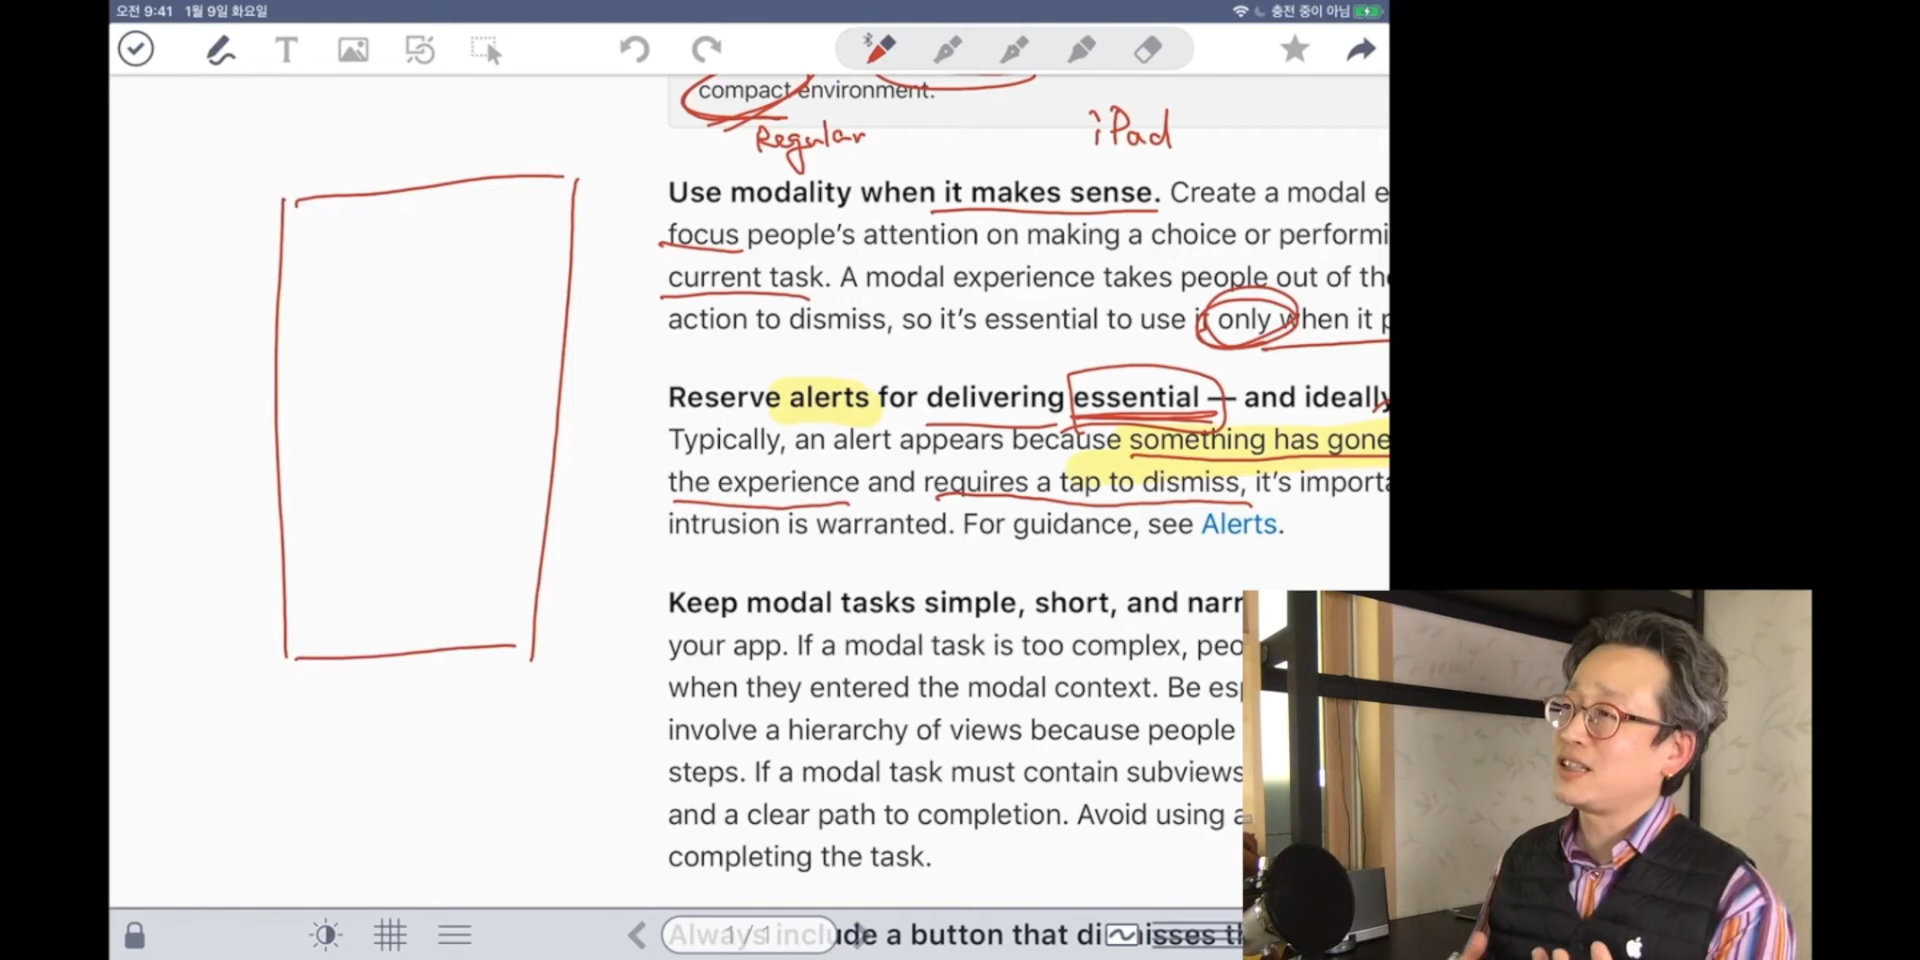 오전 9:41 1월 9일 화요일
충전 중이 아님
T
compact environment.
Regular
iPad
Use modality when it makes sense. Create a modal e
focus people's attention on making a choice or performi
current task. A modal experience takes people out of the
action to dismiss, so it's essential to use it only when it p
Reserve alerts for delivering essential — and ideally
Typically, an alert appears because something has gone
the experience and requires a tap to dismiss, it's importa
intrusion is warranted. For guidance, see Alerts.
Keep modal tasks simple, short, and narr
your app. If a modal task is too complex, peo
when they entered the modal context. Be esp
involve a hierarchy of views because people
steps. If a modal task must contain subviews
and a clear path to completion. Avoid using a
completing the task.
Always include a button that dismisses t
1 / 1